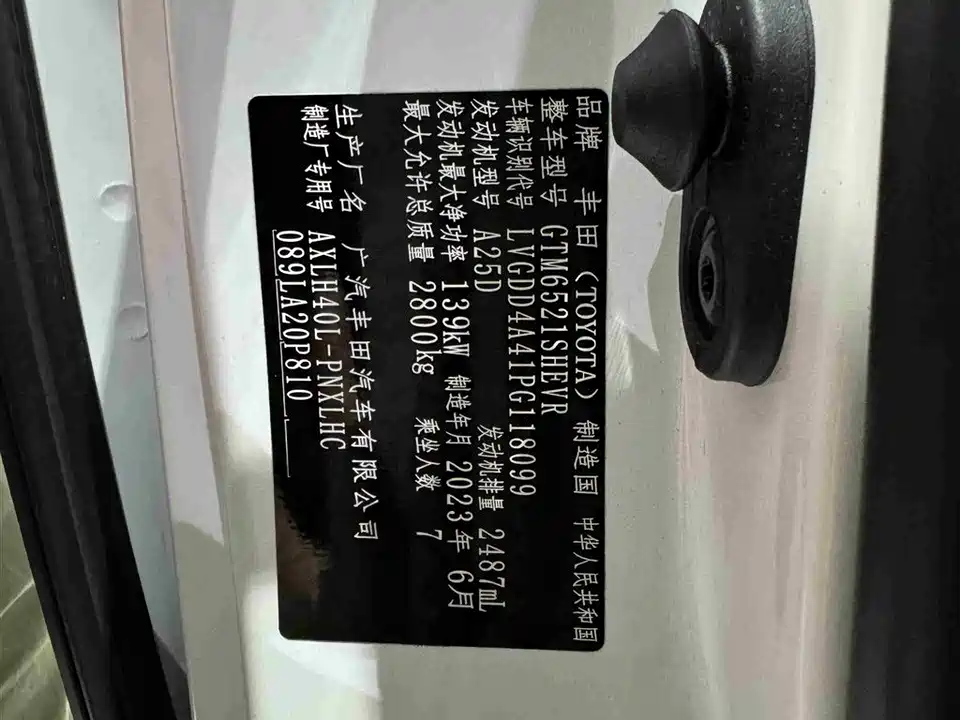 品牌 丰田(TOYOTA) 制造国 中华人民共和国
整车型号 GTM6521SHEVR
车辆识别代号 LVGDD4A41PG118099
发动机型号 A25D 发动机排量 2487mL
发动机最大净功率 139kW 制造年月 2023年 6月
最大允许总质量 2800kg 乘坐人数 7
生产厂名 广汽丰田汽车有限公司
制造厂专用号 AXLH40L-PNXLHC
089LA20P810